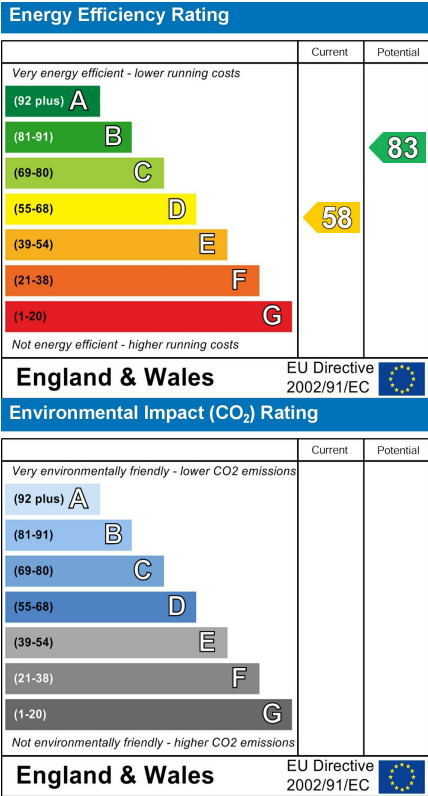 Energy Efficiency Rating
Current Potential
Very energy efficient - lower running costs
(92 plus) A
(81-91) B
83
(69-80) C
(55-68) D
58
(39-54) E
(21-38) F
(1-20) G
Not energy efficient - higher running costs
England & Wales
EU Directive
2002/91/EC
Environmental Impact (CO₂) Rating
Current Potential
Very environmentally friendly - lower CO2 emissions
(92 plus) A
(81-91) B
(69-80) C
(55-68) D
(39-54) E
(21-38) F
(1-20) G
Not environmentally friendly - higher CO2 emissions
England & Wales
EU Directive
2002/91/EC